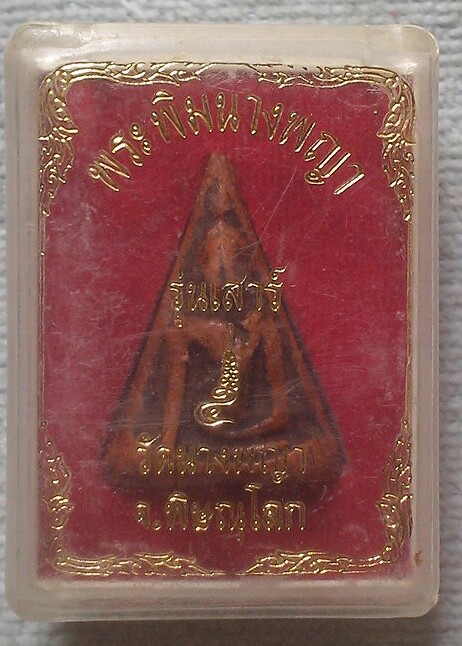 พระพิมนางพญา
รุ่นเสาร์
๕
วัดนางพญา
จ.พิษณุโลก